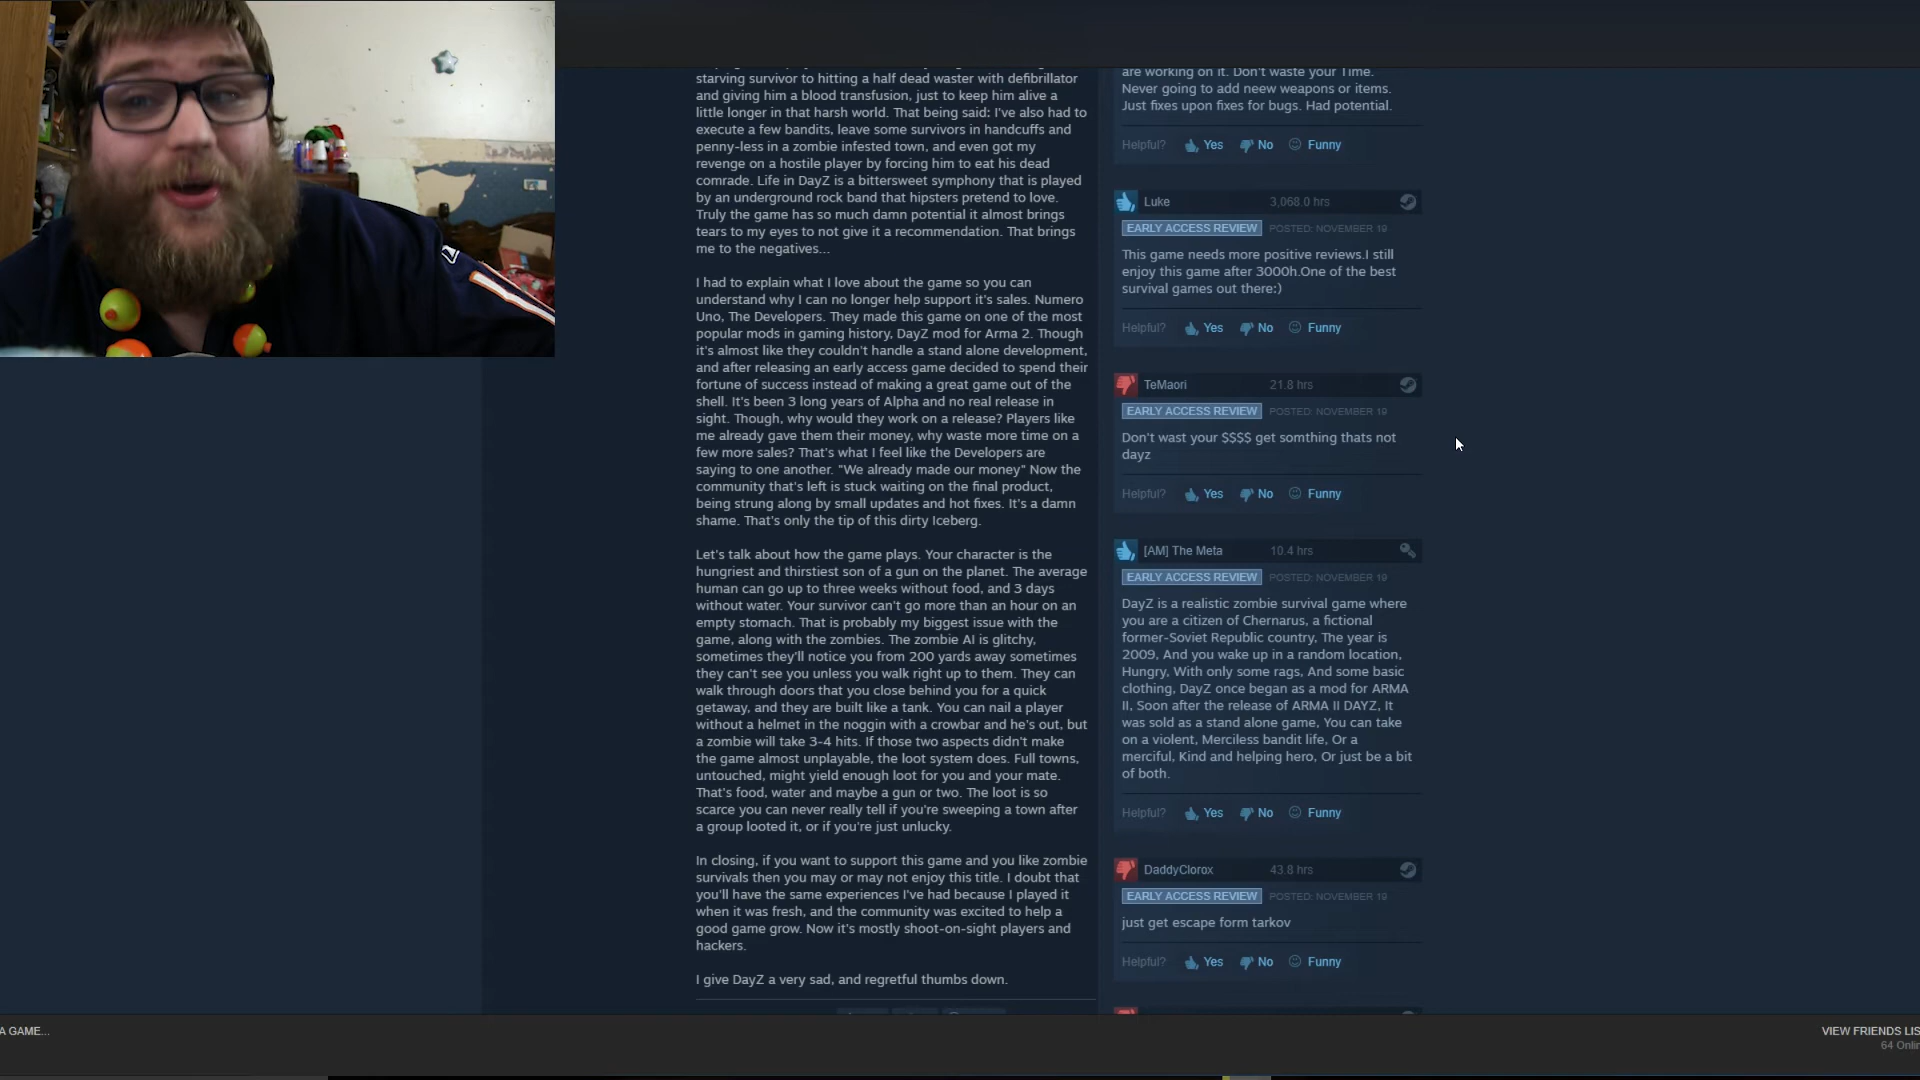 starving survivor to hitting a half dead waster with defibrillator
and giving him a blood transfusion, just to keep him alive a
little longer in that harsh world. That being said: I've also had to
execute a few bandits, leave some survivors in handcuffs and
penny-less in a zombie infested town, and even got my
revenge on a hostile player by forcing him to eat his dead
comrade. Life in DayZ is a bittersweet symphony that is played
by an underground rock band that hipsters pretend to love.
Truly the game has so much damn potential it almost brings
tears to my eyes to not give it a recommendation. That brings
me to the negatives...
I had to explain what I love about the game so you can
understand why I can no longer help support it's sales. Numero
Uno, The Developers. They made this game on one of the most
popular mods in gaming history, DayZ mod for Arma 2. Though
it's almost like they couldn't handle a stand alone development,
and after releasing an early access game decided to spend their
fortune of success instead of making a great game out of the
shell. It's been 3 long years of Alpha and no real release in
sight. Though, why would they work on a release? Players like
me already gave them their money, why waste more time on a
few more sales? That's what I feel like the Developers are
saying to one another. "We already made our money" Now the
community that's left is stuck waiting on the final product,
being strung along by small updates and hot fixes. It's a damn
shame. That's only the tip of this dirty Iceberg.
Let's talk about how the game plays. Your character is the
hungriest and thirstiest son of a gun on the planet. The average
human can go up to three weeks without food, and 3 days
without water. Your survivor can't go more than an hour on an
empty stomach. That is probably my biggest issue with the
game, along with the zombies. The zombie AI is glitchy,
sometimes they'll notice you from 200 yards away sometimes
they can't see you unless you walk right up to them. They can
walk through doors that you close behind you for a quick
getaway, and they are built like a tank. You can nail a player
without a helmet in the noggin with a crowbar and he's out, but
a zombie will take 3-4 hits. If those two aspects didn't make
the game almost unplayable, the loot system does. Full towns,
untouched, might yield enough loot for you and your mate.
That's food, water and maybe a gun or two. The loot is so
scarce you can never really tell if you're sweeping a town after
a group looted it, or if you're just unlucky.
In closing, if you want to support this game and you like zombie
survivals then you may or may not enjoy this title. I doubt that
you'll have the same experiences I've had because I played it
when it was fresh, and the community was excited to help a
good game grow. Now it's mostly shoot-on-sight players and
hackers.
I give DayZ a very sad, and regretful thumbs down.
are working on it. Don't waste your Time.
Never going to add neew weapons or items.
Just fixes upon fixes for bugs. Had potential.
Helpful? Yes No Funny
Luke 3,068.0 hrs
EARLY ACCESS REVIEW POSTED: NOVEMBER 19
This game needs more positive reviews.I still
enjoy this game after 3000h.One of the best
survival games out there:)
Helpful? Yes No Funny
TeMaori 21.8 hrs
EARLY ACCESS REVIEW POSTED: NOVEMBER 19
Don't wast your $$$$ get somthing thats not
dayz
Helpful? Yes No Funny
[AM] The Meta 10.4 hrs
EARLY ACCESS REVIEW POSTED: NOVEMBER 19
DayZ is a realistic zombie survival game where
you are a citizen of Chernarus, a fictional
former-Soviet Republic country, The year is
2009, And you wake up in a random location,
Hungry, With only some rags, And some basic
clothing, DayZ once began as a mod for ARMA
II, Soon after the release of ARMA II DAYZ, It
was sold as a stand alone game, You can take
on a violent, Merciless bandit life, Or a
merciful, Kind and helping hero, Or just be a bit
of both.
Helpful? Yes No Funny
DaddyClorox 43.8 hrs
EARLY ACCESS REVIEW POSTED: NOVEMBER 19
just get escape form tarkov
Helpful? Yes No Funny
A GAME...
VIEW FRIENDS LIS
64 Onlin